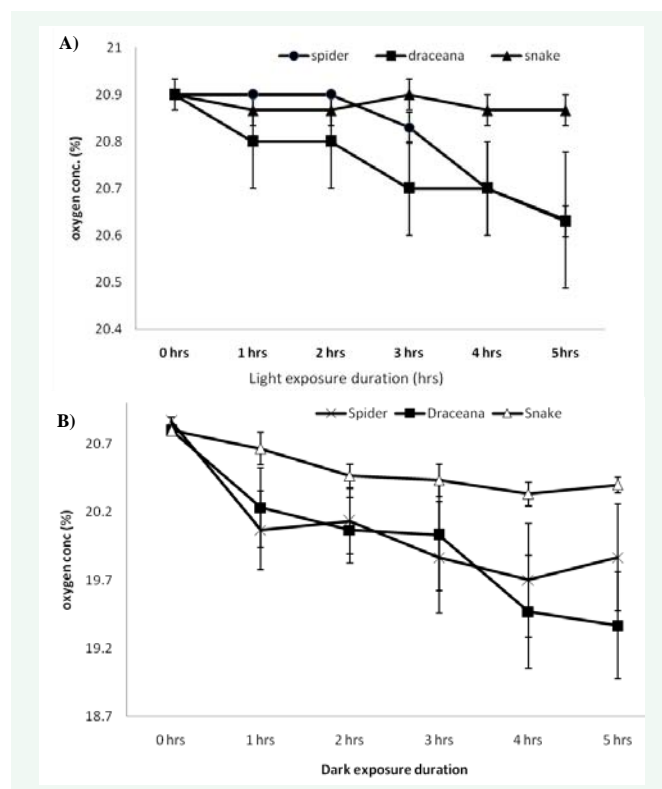 A)
21
spider draceana snake
20.9
20.8
20.7
20.6
20.5
20.4
oxygen conc. (%)
0 hrs 1 hrs 2 hrs 3 hrs 4 hrs 5hrs
Light exposure duration (hrs)
B)
Spider Draceana Snake
20.7
20.2
19.7
19.2
18.7
oxygen conc (%)
0 hrs 1 hrs 2 hrs 3 hrs 4 hrs 5 hrs
Dark exposure duration